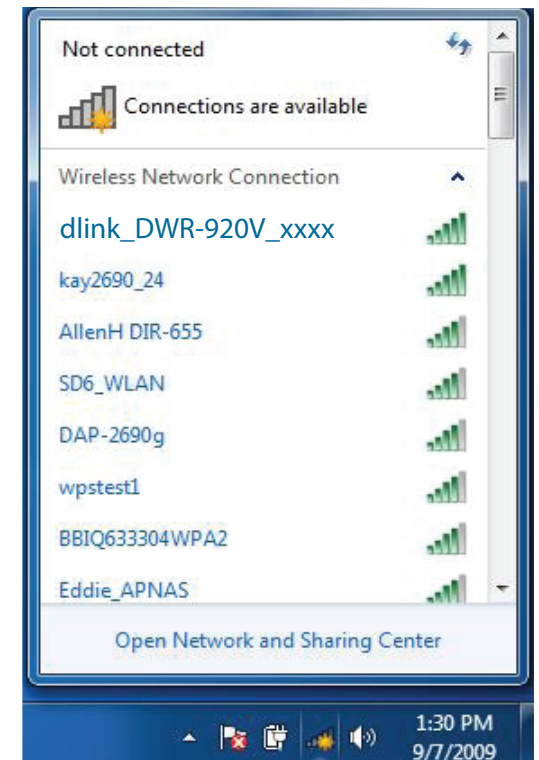 Not connected
Connections are available
Wireless Network Connection
dlink_DWR-920V_xxxx
kay2690_24
AllenH DIR-655
SD6_WLAN
DAP-2690g
wpstest1
BBIQ633304WPA2
Eddie_APNAS
Open Network and Sharing Center
1:30 PM
9/7/2009